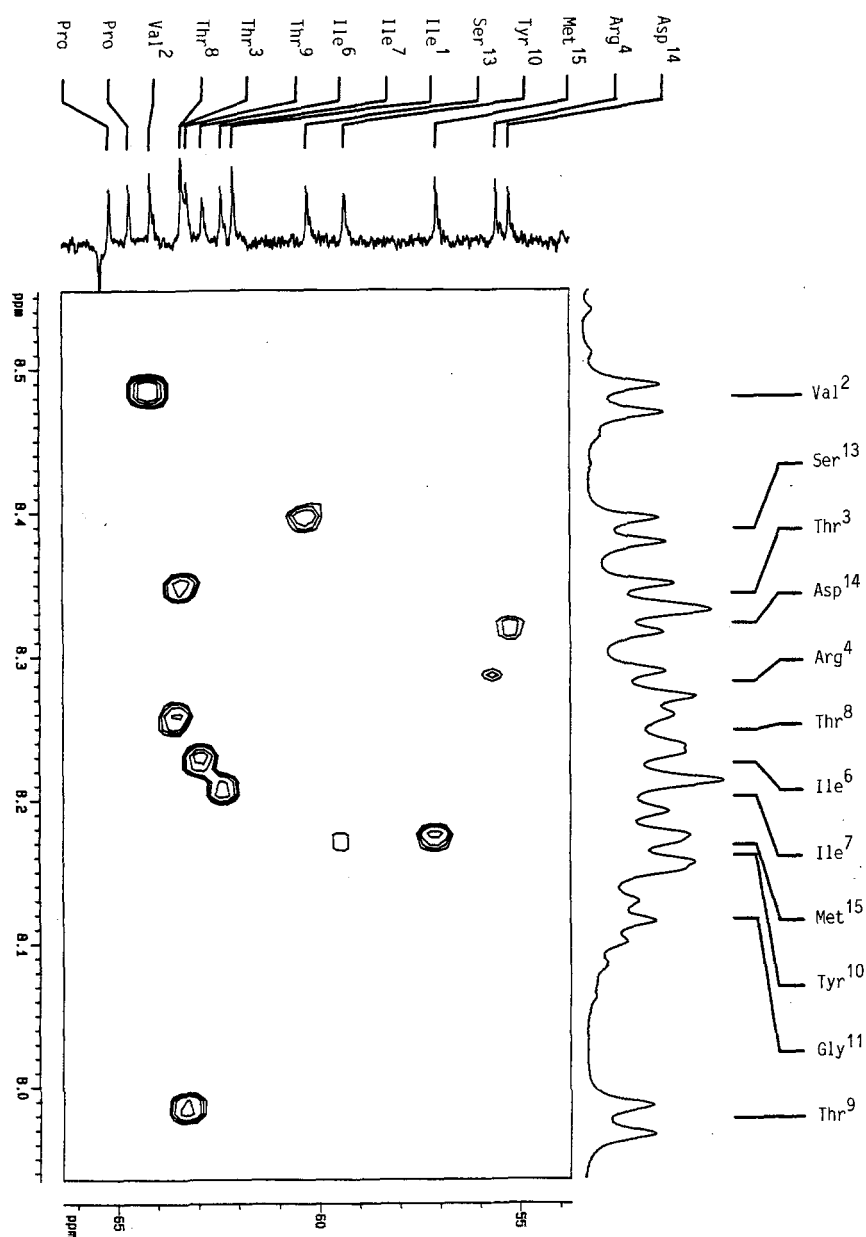 Pro
Pro
Val2
Thr8
Thr3
Thr9
Ile6
Ile7
Ile1
Ser13
Tyr10
Met15
Arg4
Asp14
Val2
Ser13
Thr3
Asp14
Arg4
Thr8
Ile6
Ile7
Met15
Tyr10
Gly11
Thr9
ppm
8.5
8.4
8.3
8.2
8.1
8.0
65
60
55
ppm